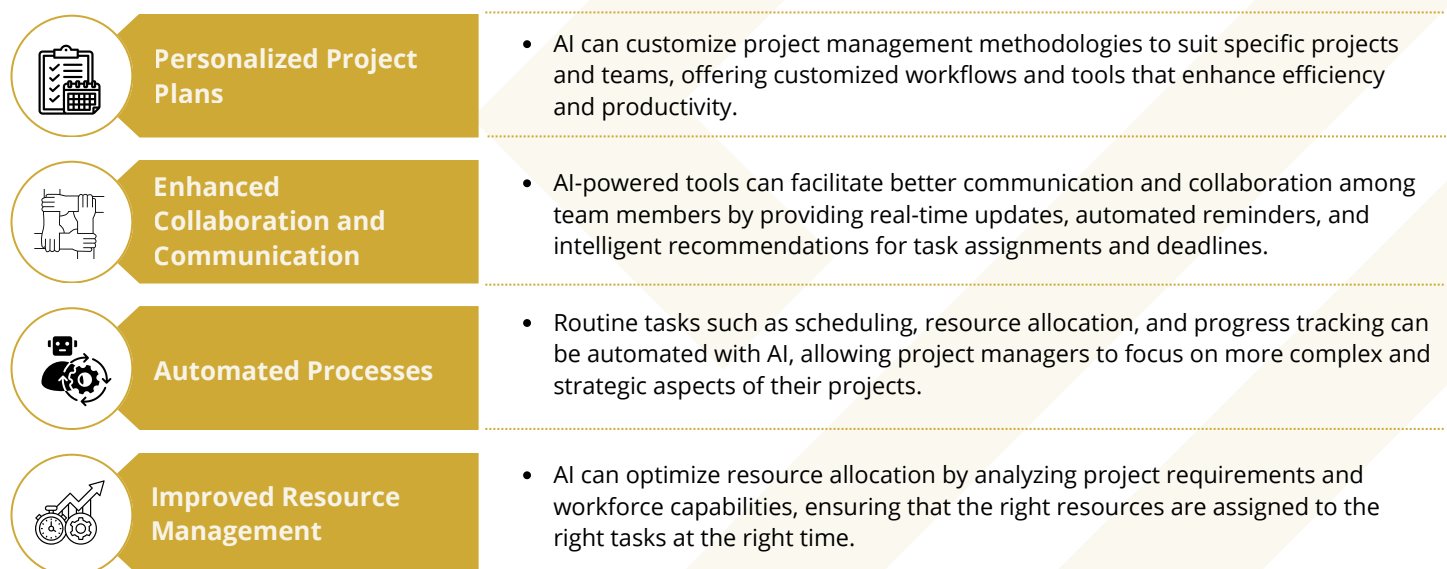 Personalized Project
Plans
• AI can customize project management methodologies to suit specific projects
and teams, offering customized workflows and tools that enhance efficiency
and productivity.
Enhanced
Collaboration and
Communication
• AI-powered tools can facilitate better communication and collaboration among
team members by providing real-time updates, automated reminders, and
intelligent recommendations for task assignments and deadlines.
Automated Processes
• Routine tasks such as scheduling, resource allocation, and progress tracking can
be automated with AI, allowing project managers to focus on more complex and
strategic aspects of their projects.
Improved Resource
Management
• AI can optimize resource allocation by analyzing project requirements and
workforce capabilities, ensuring that the right resources are assigned to the
right tasks at the right time.